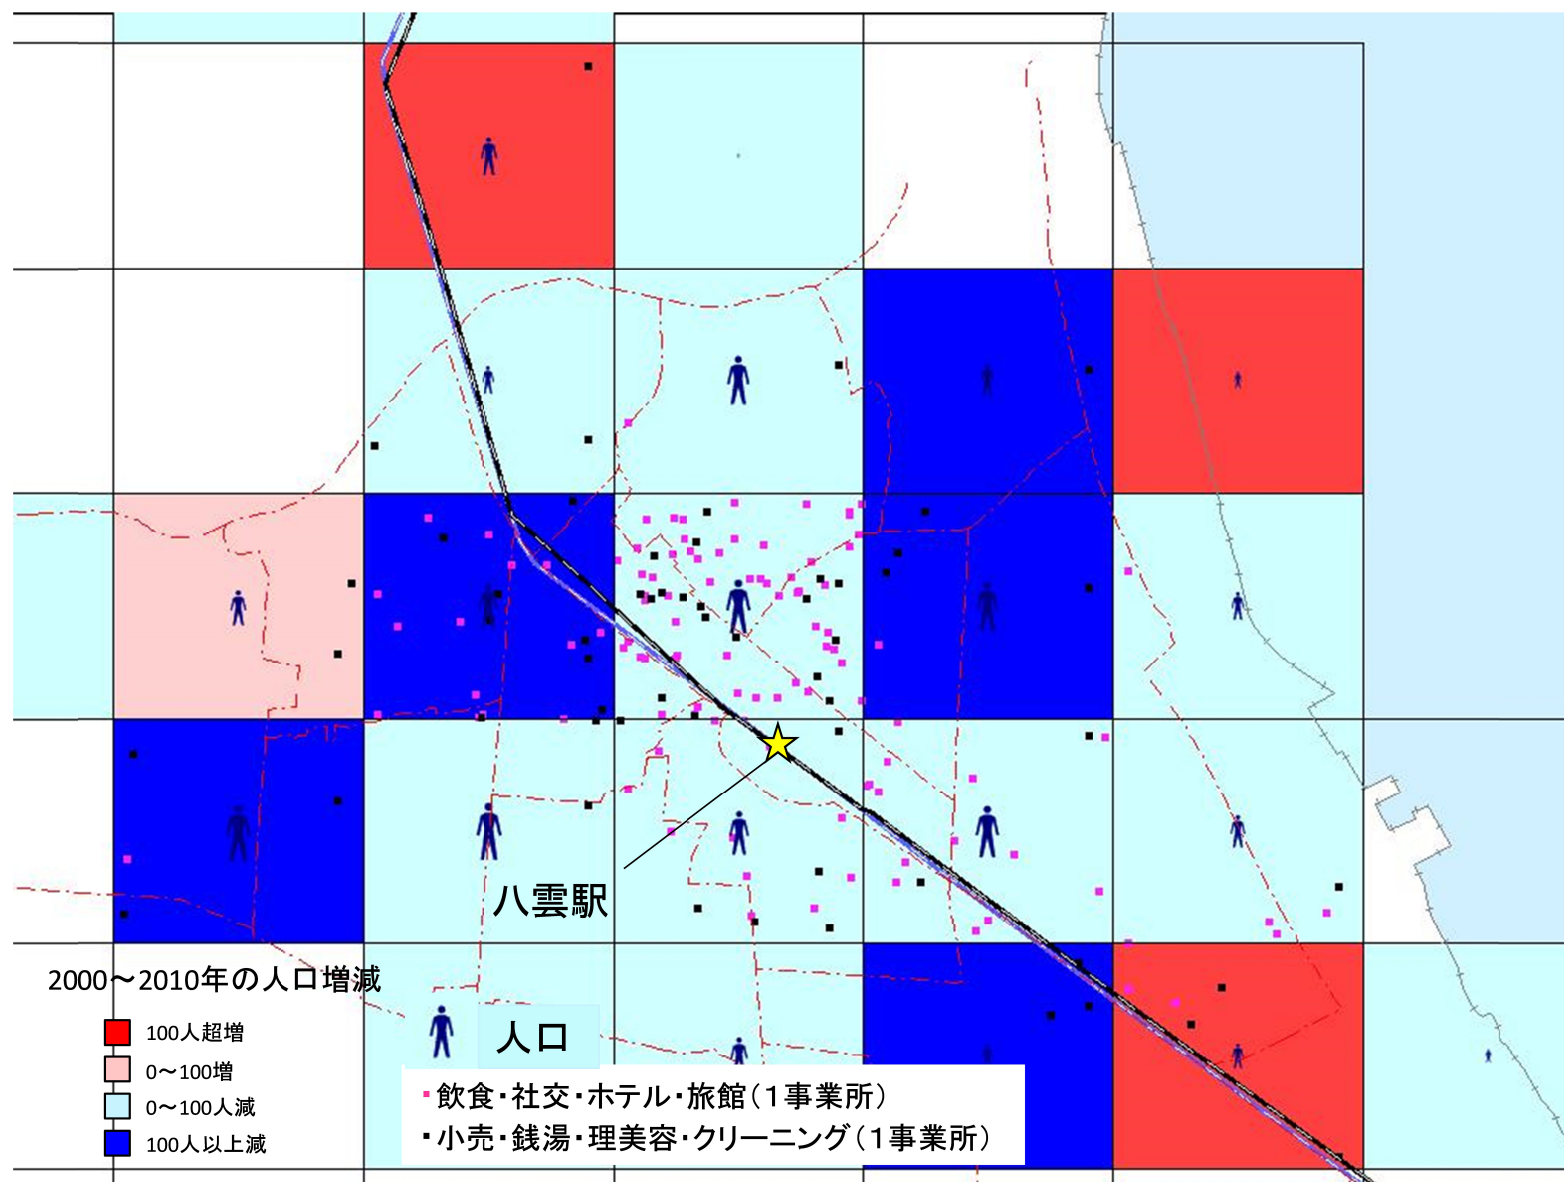 八雲駅
2000～2010年の人口増減
100人超増
0～100増
0～100人減
100人以上減
人口
飲食・社交・ホテル・旅館（１事業所）
小売・銭湯・理美容・クリーニング（１事業所）